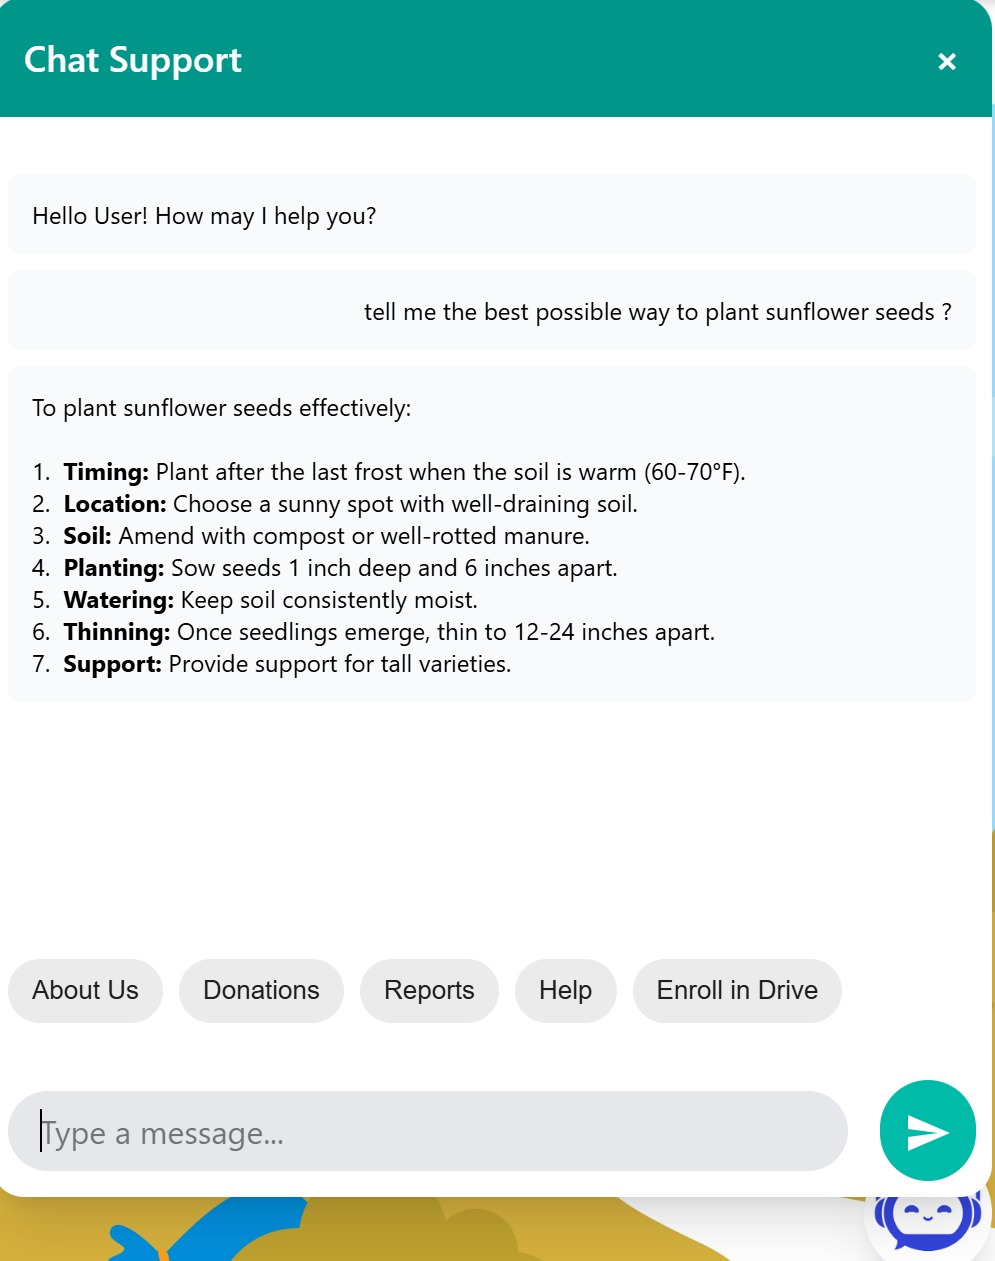 Chat Support
×
Hello User! How may I help you?
tell me the best possible way to plant sunflower seeds ?
To plant sunflower seeds effectively:
1. Timing: Plant after the last frost when the soil is warm (60-70°F).
2. Location: Choose a sunny spot with well-draining soil.
3. Soil: Amend with compost or well-rotted manure.
4. Planting: Sow seeds 1 inch deep and 6 inches apart.
5. Watering: Keep soil consistently moist.
6. Thinning: Once seedlings emerge, thin to 12-24 inches apart.
7. Support: Provide support for tall varieties.
About Us Donations Reports Help Enroll in Drive
Type a message...